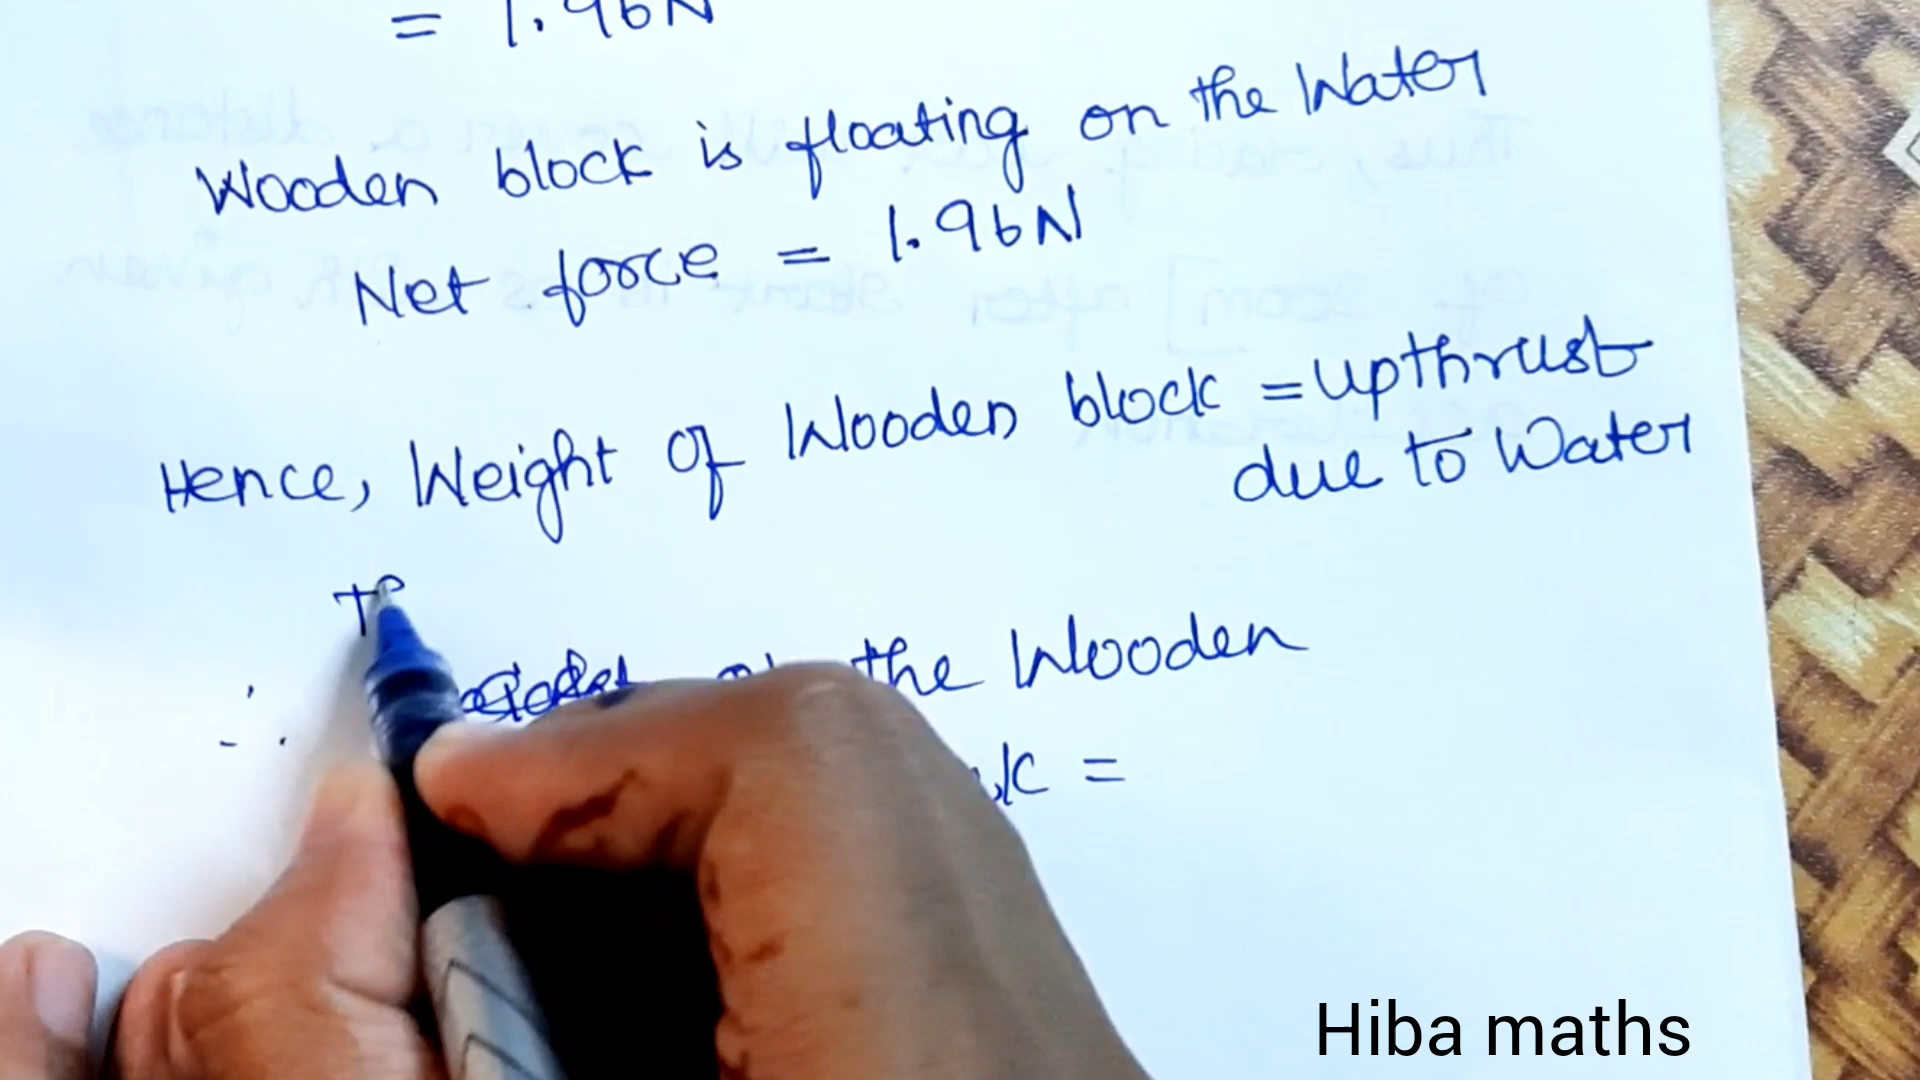 = 1.96N
Wooden block is floating on the Water
Net force = 1.96N
Hence, Weight of Wooden block = upthrust
due to Water
the Wooden
=
Hiba maths